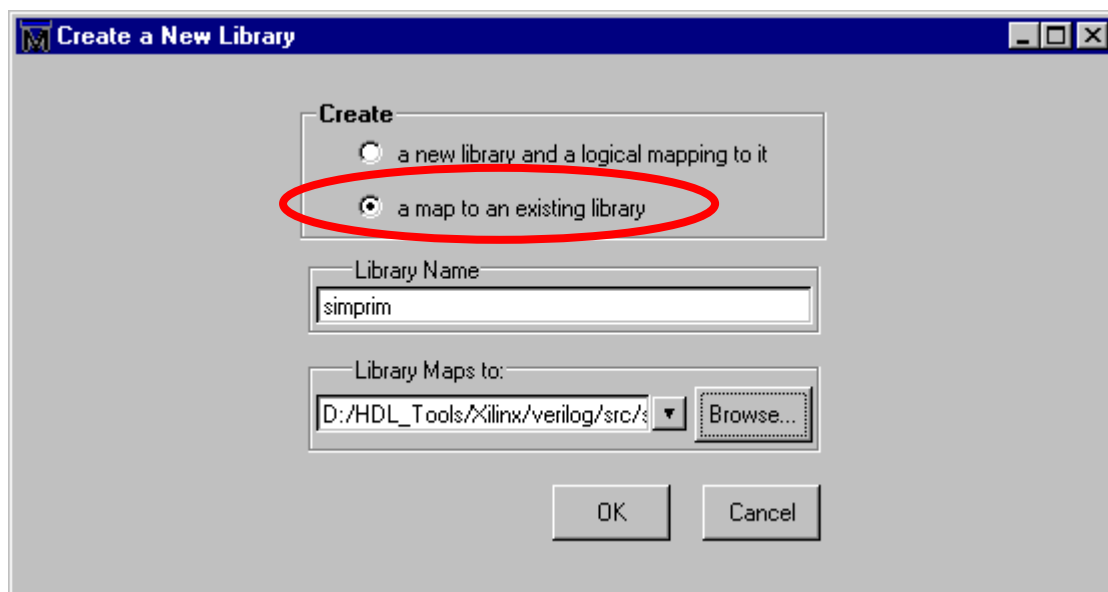 Create a New Library
Create
a new library and a logical mapping to it
a map to an existing library
Library Name
simprim
Library Maps to:
D:/HDL_Tools/Xilinx/verilog/src/s
Browse...
OK
Cancel